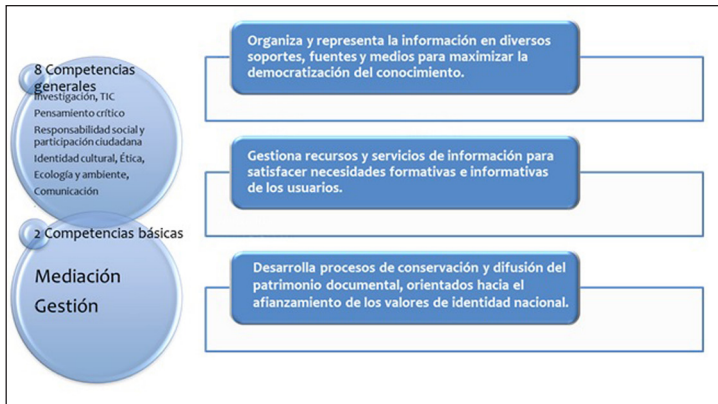 8 Competencias
generales
Investigación, TIC
Pensamiento crítico
Responsabilidad social y
participación ciudadana
Identidad cultural, Ética,
Ecología y ambiente,
Comunicación
2 Competencias básicas
Mediación
Gestión
Organiza y representa la información en diversos
soportes, fuentes y medios para maximizar la
democratización del conocimiento.
Gestiona recursos y servicios de información para
satisfacer necesidades formativas e informativas
de los usuarios.
Desarrolla procesos de conservación y difusión del
patrimonio documental, orientados hacia el
afianzamiento de los valores de identidad nacional.